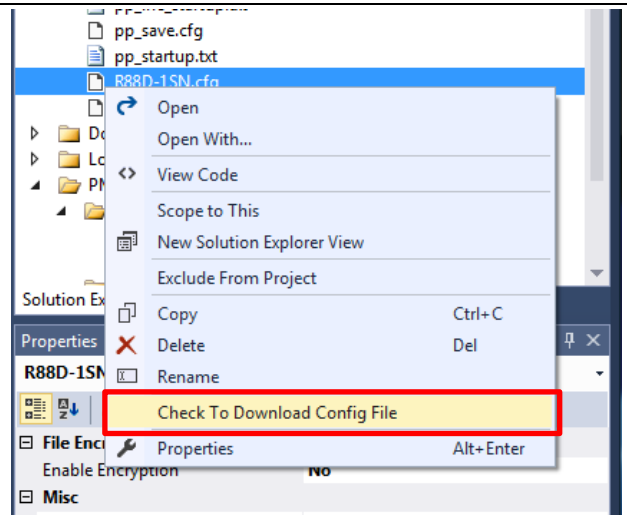 pp_save.cfg
pp_startup.txt
R88D-1SN.cfg
Open
Open With...
View Code
Scope to This
New Solution Explorer View
Exclude From Project
Solution Ex
Copy Ctrl+C
Properties
Delete Del
R88D-1SN
Rename
Check To Download Config File
File Enc
Properties Alt+Enter
Enable Encryption No
Misc